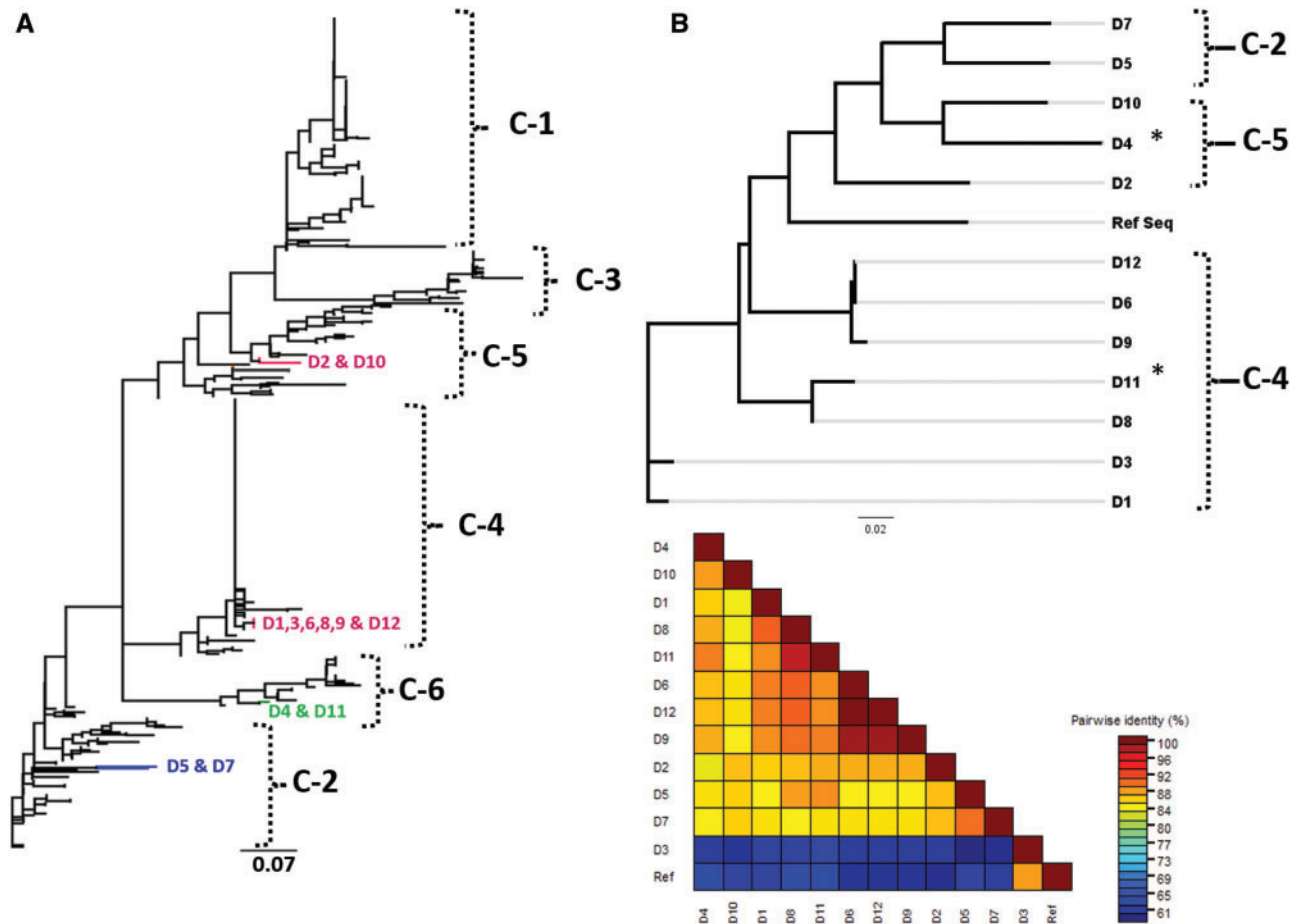 A
C-1
C-3
C-5
D2 & D10
C-4
D1,3,6,8,9 & D12
C-6
D4 & D11
C-2
D5 & D7
0.07
B
D7
C-2
D5
D10
C-5
D4 *
D2
Ref Seq
D12
D6
D9
C-4
D11 *
D8
D3
D1
0.02
D4
D10
D1
D8
D11
D6
D12
D9
D2
D5
D7
D3
Ref
D4 D10 D1 D8 D11 D6 D12 D9 D2 D5 D7 D3 Ref
Pairwise identity (%)
100
96
92
88
84
80
77
73
69
65
61